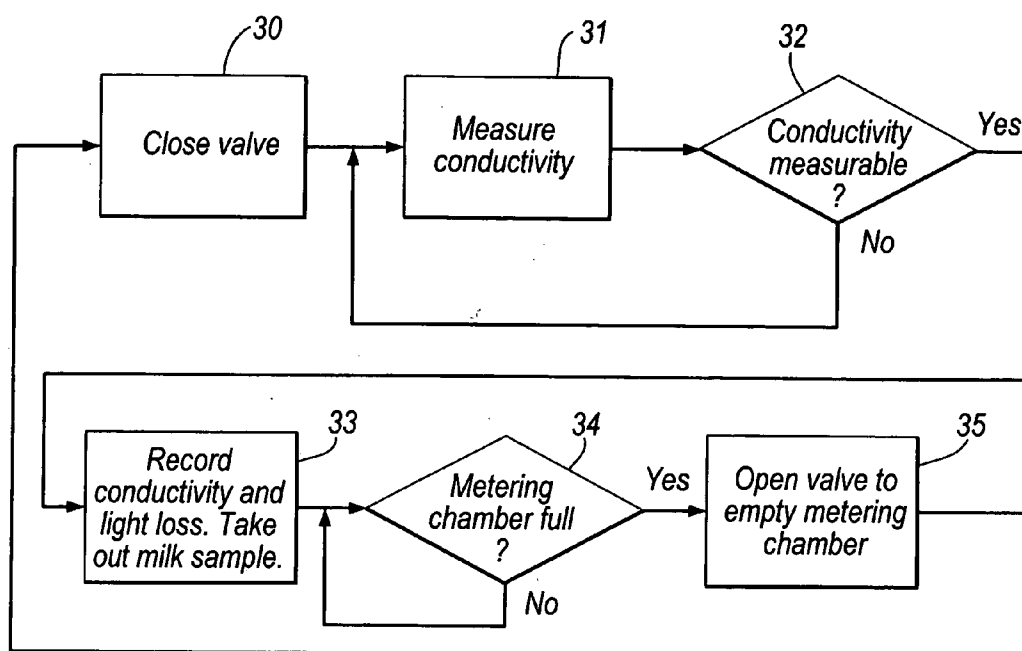 30
Close valve
31
Measure
conductivity
32
Conductivity
measurable
?
Yes
No
33
Record
conductivity and
light loss. Take
out milk sample.
34
Metering
chamber full
?
Yes
No
35
Open valve to
empty metering
chamber